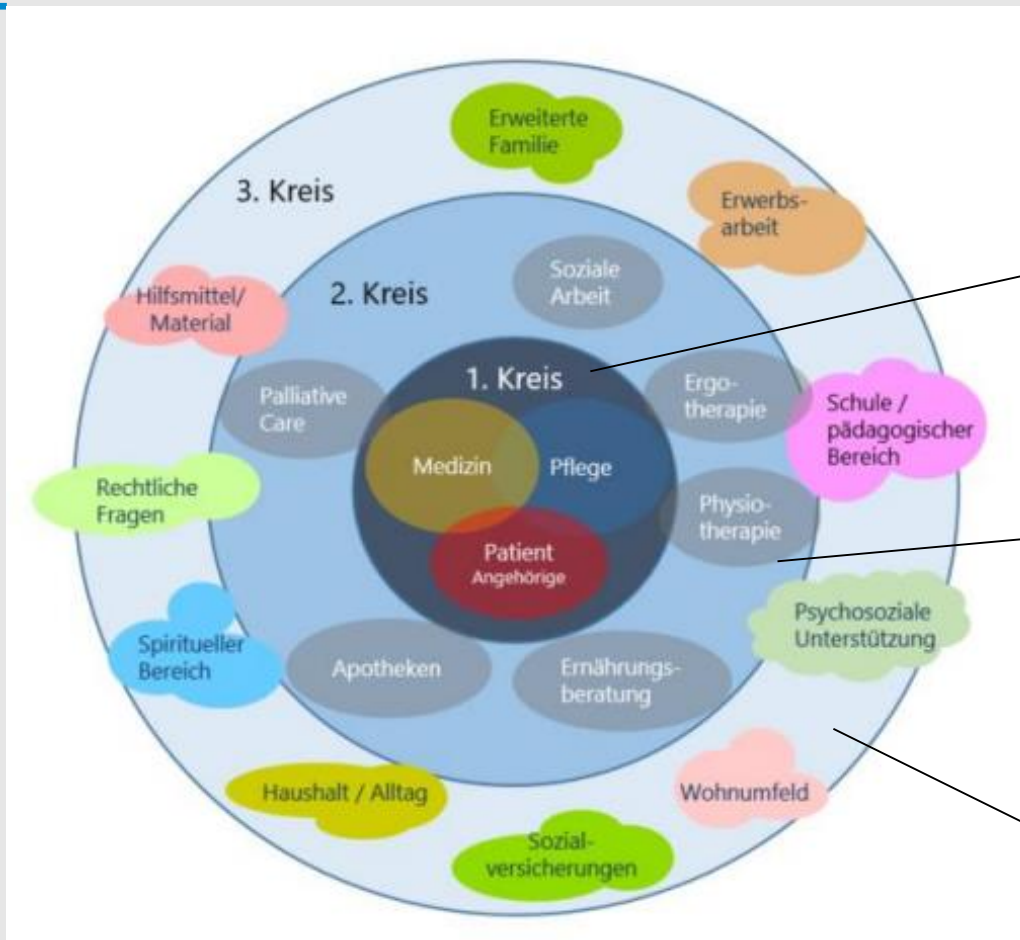 Erweiterte
Familie
3. Kreis
Erwerbs-
arbeit
Soziale
Arbeit
2. Kreis
Hilfsmittel/
Material
1. Kreis
Palliative
Care
Ergo-
therapie
Schule /
pädagogischer
Bereich
Medizin
Pflege
Rechtliche
Fragen
Physio-
therapie
Patient
Angehörige
Psychosoziale
Unterstützung
Spiritueller
Bereich
Apotheken
Ernährungs-
beratung
Haushalt / Alltag
Wohnumfeld
Sozial-
versicherungen